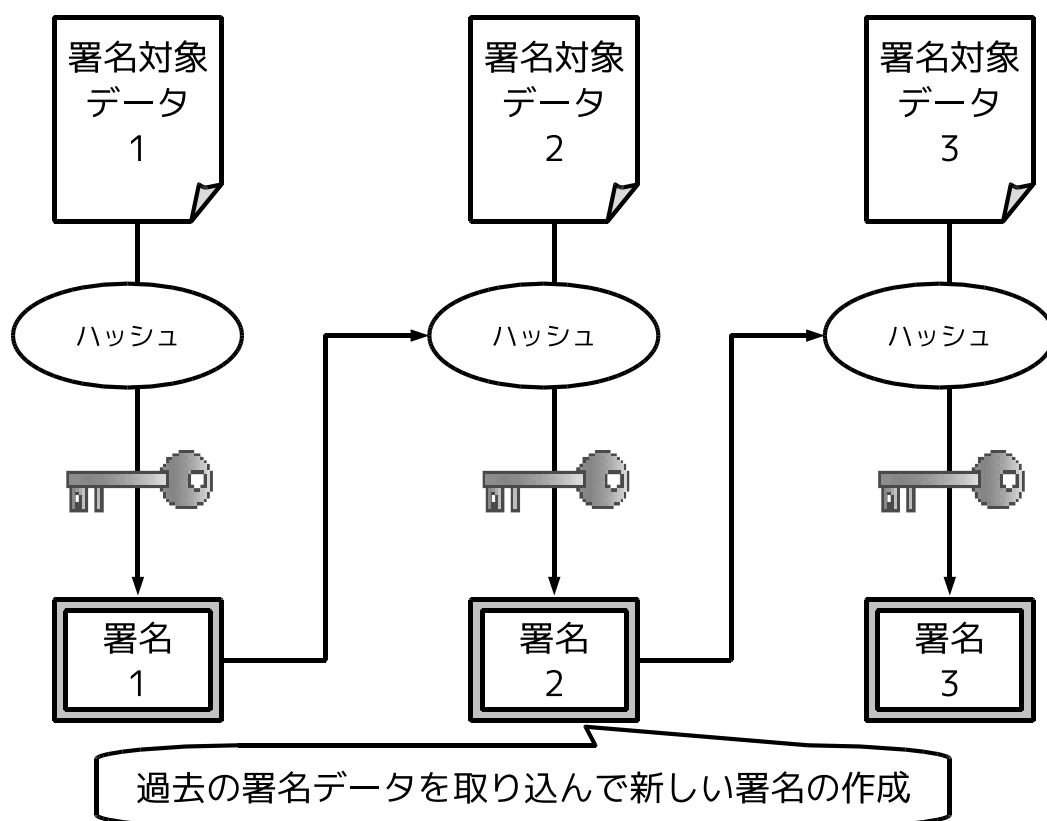 署名対象
データ
1
署名対象
データ
2
署名対象
データ
3
ハッシュ
ハッシュ
ハッシュ
署名
1
署名
2
署名
3
過去の署名データを取り込んで新しい署名の作成